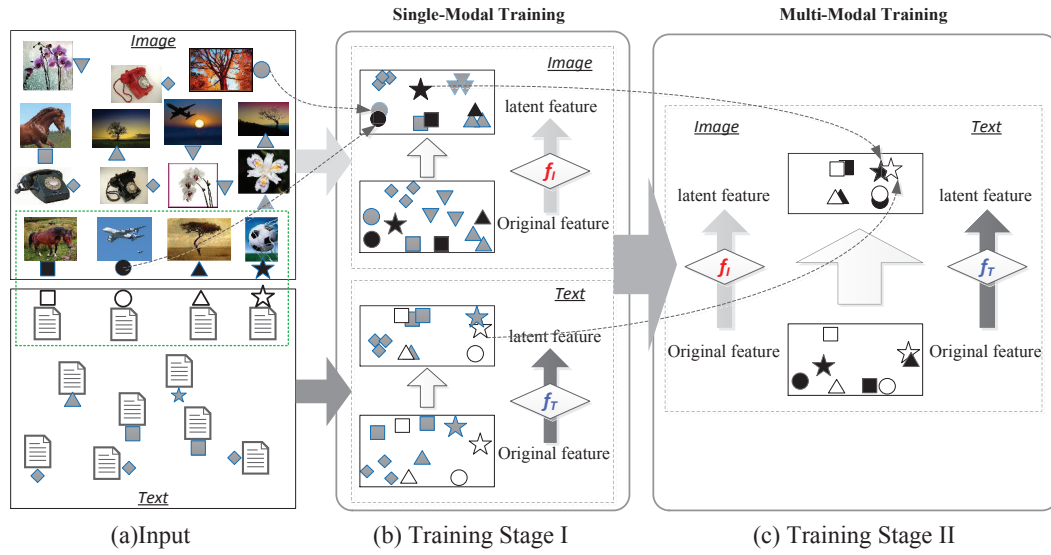 Single-Modal Training
Multi-Modal Training
Image
Image
latent feature
f_I
Original feature
Text
latent feature
f_T
Original feature
Image
latent feature
f_I
Original feature
Text
latent feature
f_T
Original feature
Text
(a)Input
(b) Training Stage I
(c) Training Stage II